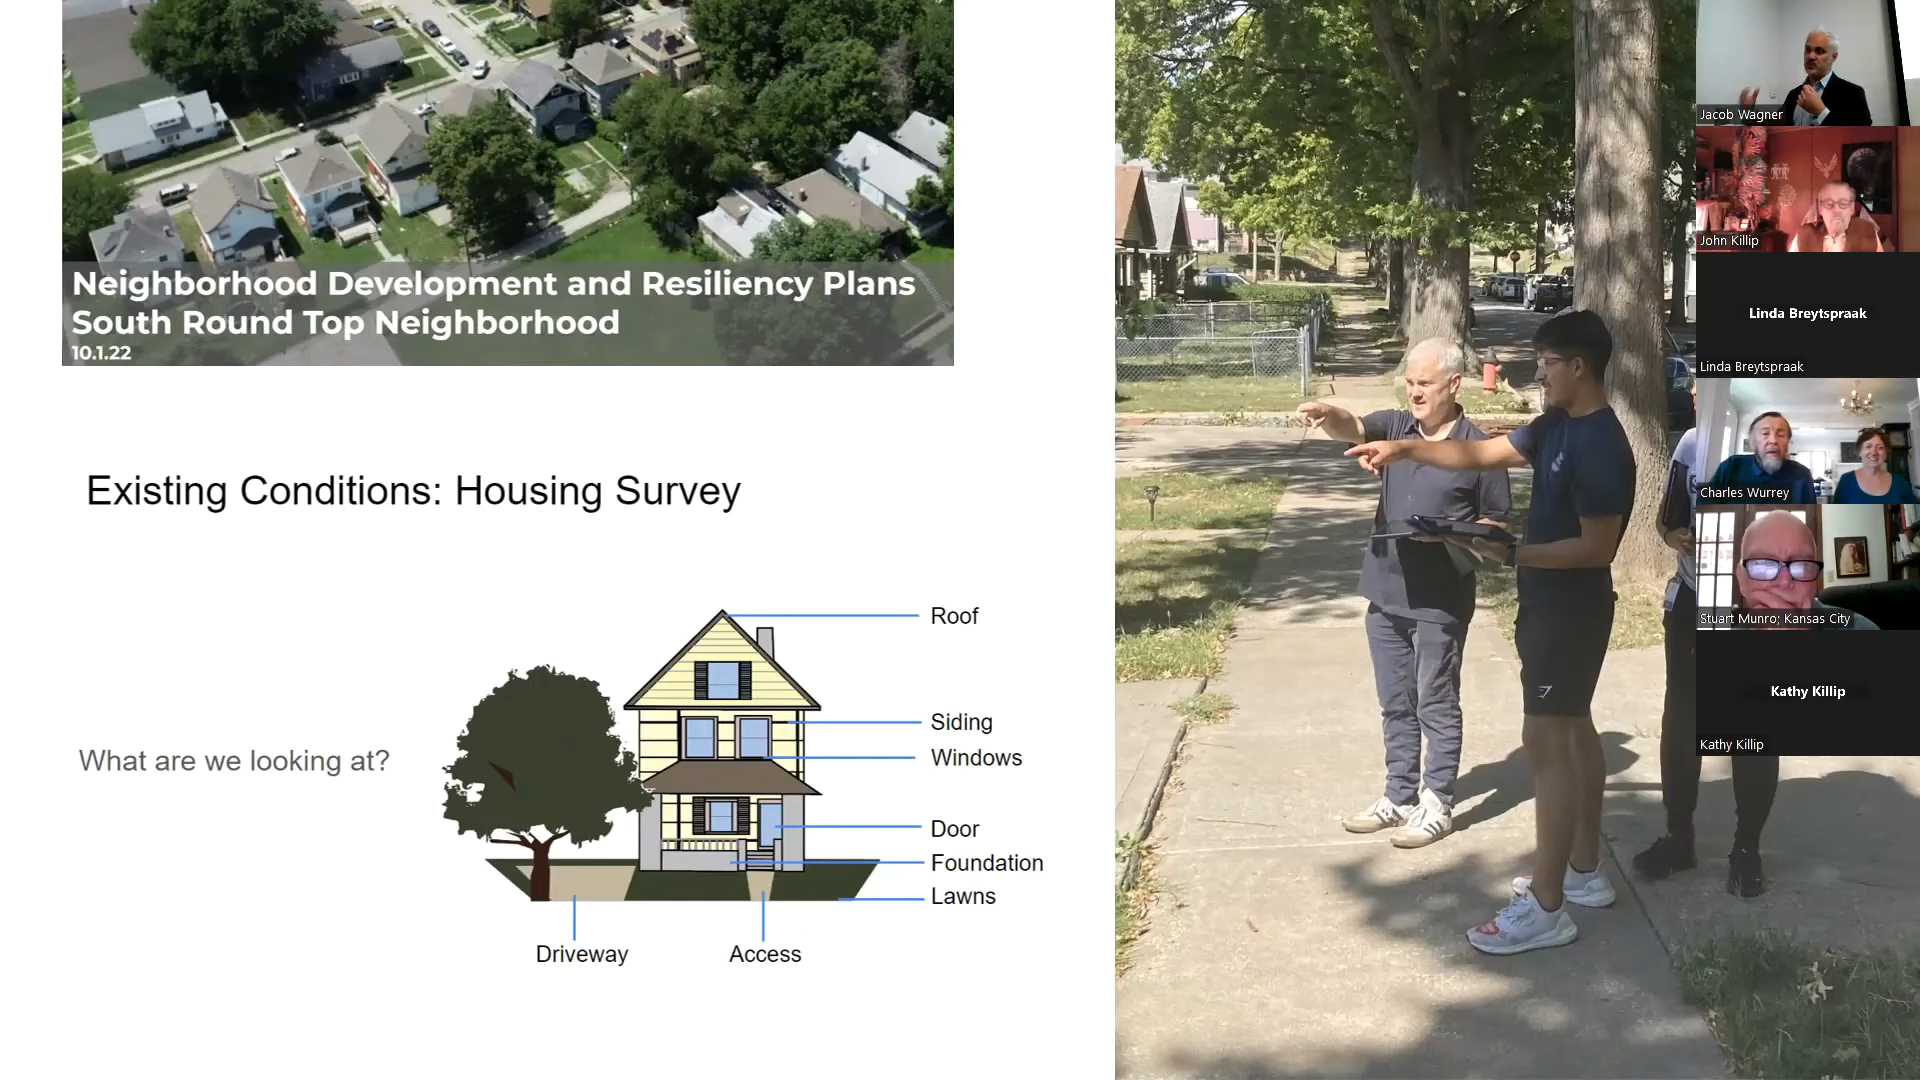 Neighborhood Development and Resiliency Plans
South Round Top Neighborhood
10.1.22
Existing Conditions: Housing Survey
What are we looking at?
Roof
Siding
Windows
Door
Foundation
Lawns
Driveway
Access
Jacob Wagner
John Killip
Linda Breytspraak
Linda Breytspraak
Charles Wurrey
Stuart Munro; Kansas City
Kathy Killip
Kathy Killip